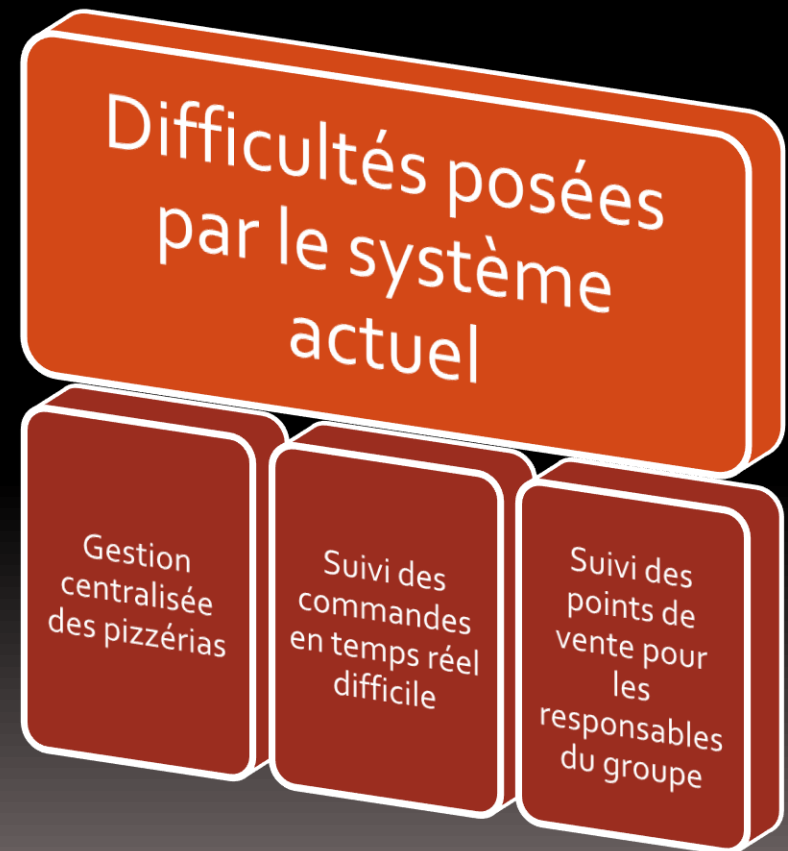 Difficultés posées
par le système
actuel
Gestion
centralisée
des pizzérias
Suivi des
commandes
en temps réel
difficile
Suivi des
points de
vente pour
les
responsables
du groupe